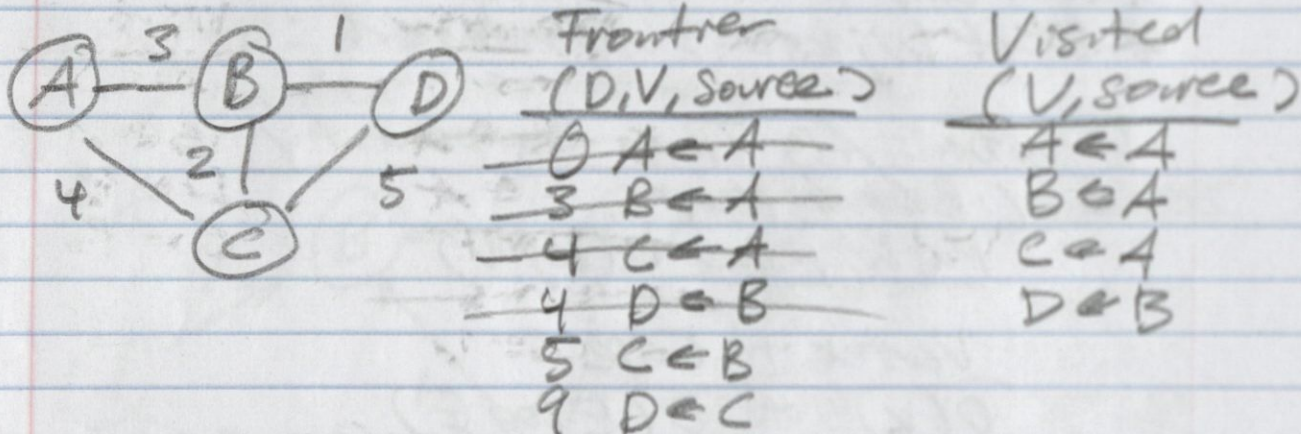 3 1
A B D
2
4 5
C
Frontier
(D,V, Source)
0 A ← A
3 B ← A
4 C ← A
4 D ← B
5 C ← B
9 D ← C
Visited
(V, source)
A ← A
B ← A
C ← A
D ← B